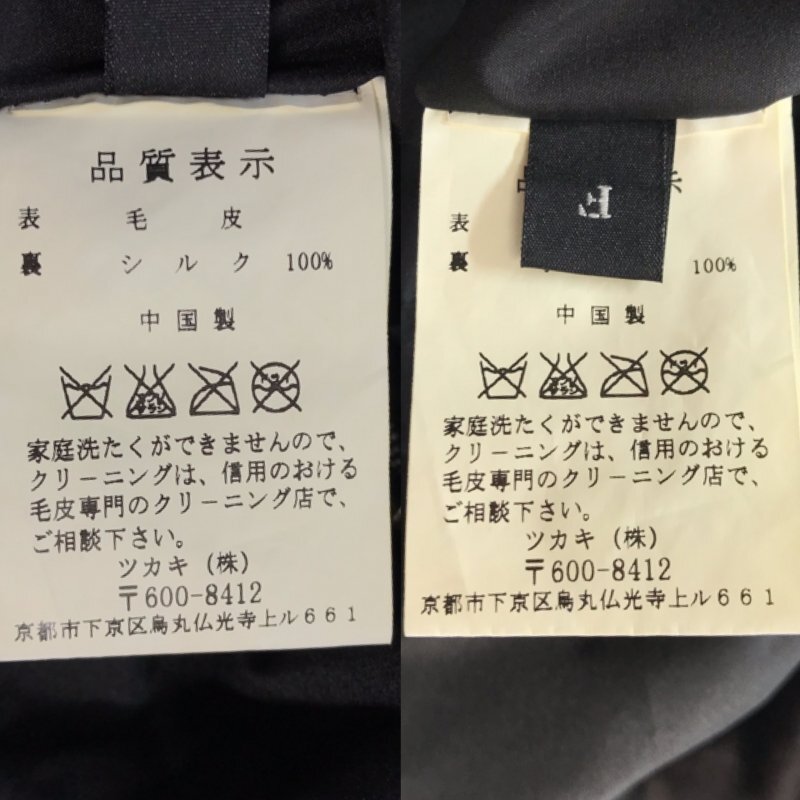 品質表示
表 毛 皮
裏 シルク 100%
中国製
家庭洗たくができませんので、
クリーニングは、信用のおける
毛皮専門のクリーニング店で、
ご相談下さい。
ツカキ(株)
〒600-8412
京都市下京区烏丸仏光寺上ル661
F
表
裏 100%
中国製
家庭洗たくができませんので、
クリーニングは、信用のおける
毛皮専門のクリーニング店で、
ご相談下さい。
ツカキ(株)
〒600-8412
京都市下京区烏丸仏光寺上ル661